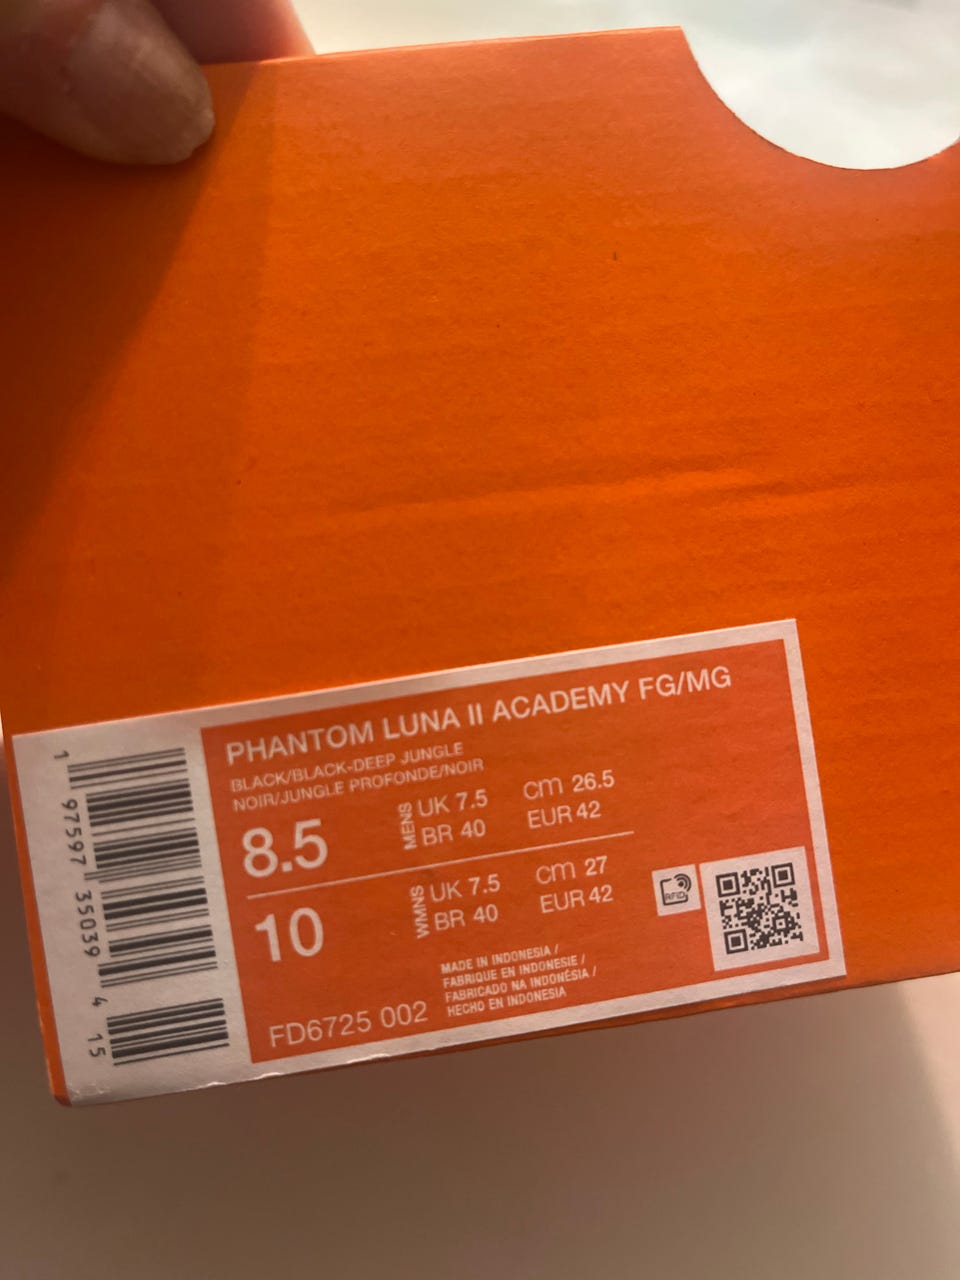 PHANTOM LUNA II ACADEMY FG/MG
BLACK/BLACK-DEEP JUNGLE
NOIR/JUNGLE PROFONDE/NOIR
8.5
MENS
UK 7.5 cm 26.5
BR 40 EUR 42
10
WMNS
UK 7.5 cm 27
BR 40 EUR 42
RFID
MADE IN INDONESIA /
FABRIQUE EN INDONESIE /
FABRICADO NA INDONÉSIA /
HECHO EN INDONESIA
FD6725 002
1 97597 35039 4 15